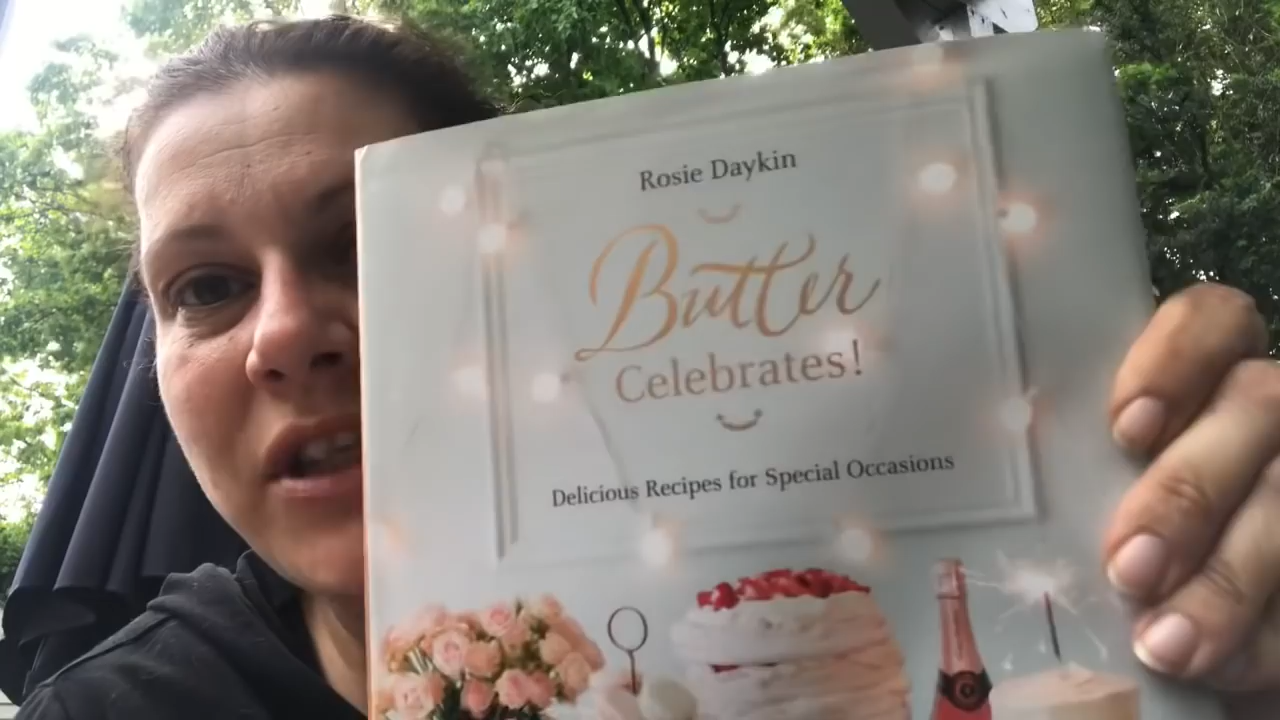 Rosie Daykin
Butter
Celebrates!
Delicious Recipes for Special Occasions